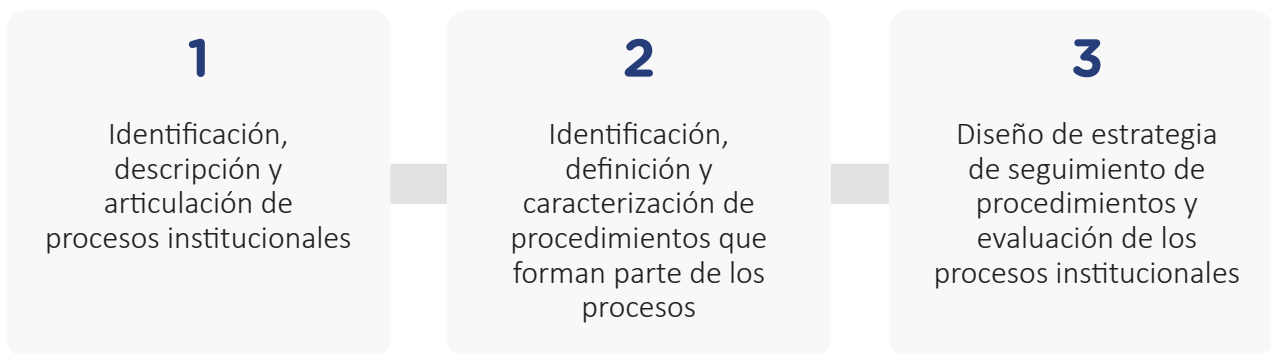 1
Identificación,
descripción y
articulación de
procesos institucionales
2
Identificación,
definición y
caracterización de
procedimientos que
forman parte de los
procesos
3
Diseño de estrategia
de seguimiento de
procedimientos y
evaluación de los
procesos institucionales